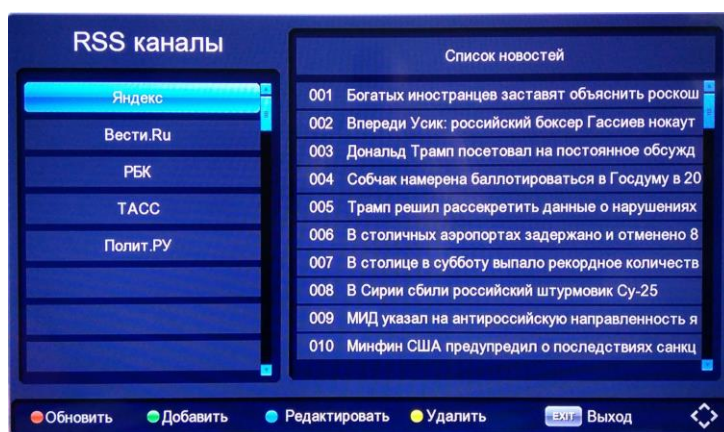 RSS каналы
Яндекс
Вести.Ru
РБК
ТАСС
Полит.РУ
Список новостей
001 Богатых иностранцев заставят объяснить роскош
002 Впереди Усик: российский боксер Гассиев нокаут
003 Дональд Трамп посетовал на постоянное обсужд
004 Собчак намерена баллотироваться в Госдуму в 20
005 Трамп решил рассекретить данные о нарушениях
006 В столичных аэропортах задержано и отменено 8
007 В столице в субботу выпало рекордное количеств
008 В Сирии сбили российский штурмовик Су-25
009 МИД указал на антироссийскую направленность я
010 Минфин США предупредил о последствиях санкц
Обновить Добавить Редактировать Удалить EXIT Выход